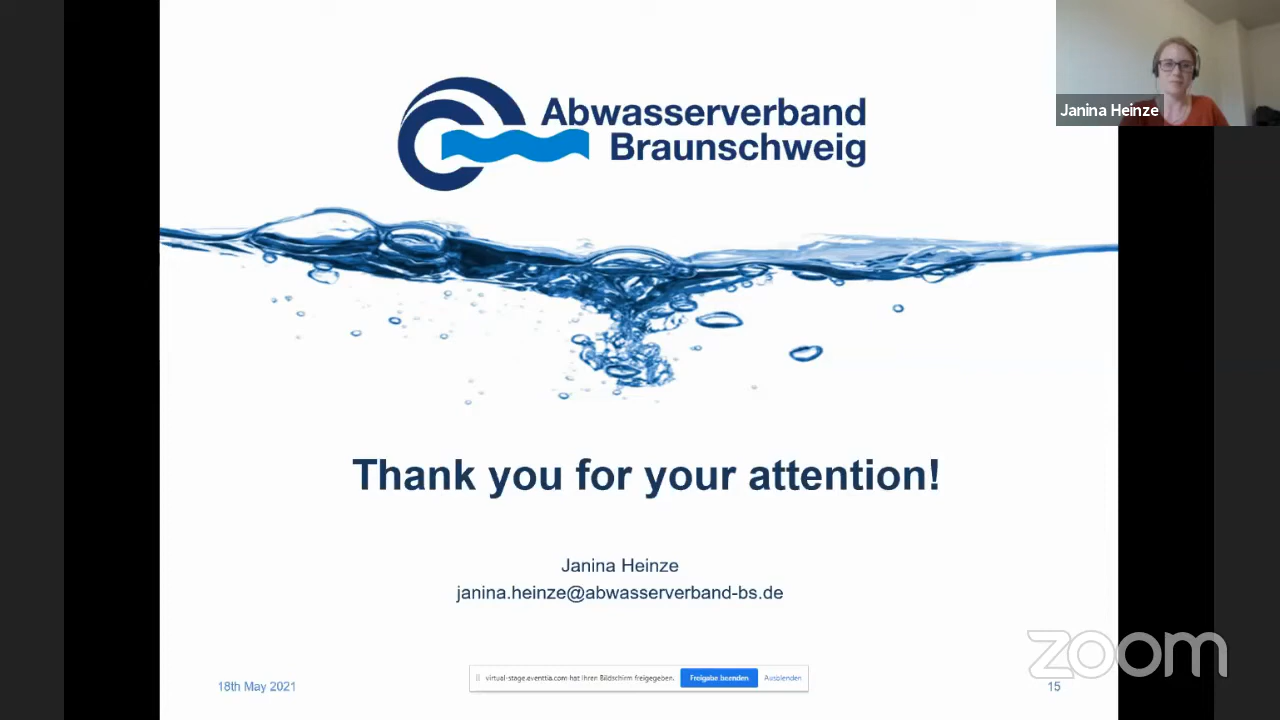 Abwasserverband
Braunschweig
Janina Heinze
Thank you for your attention!
Janina Heinze
janina.heinze@abwasserverband-bs.de
18th May 2021
virtual-stage.eventtia.com hat Ihren Bildschirm freigegeben.
Freigabe beenden
Ausblenden
15
zoom